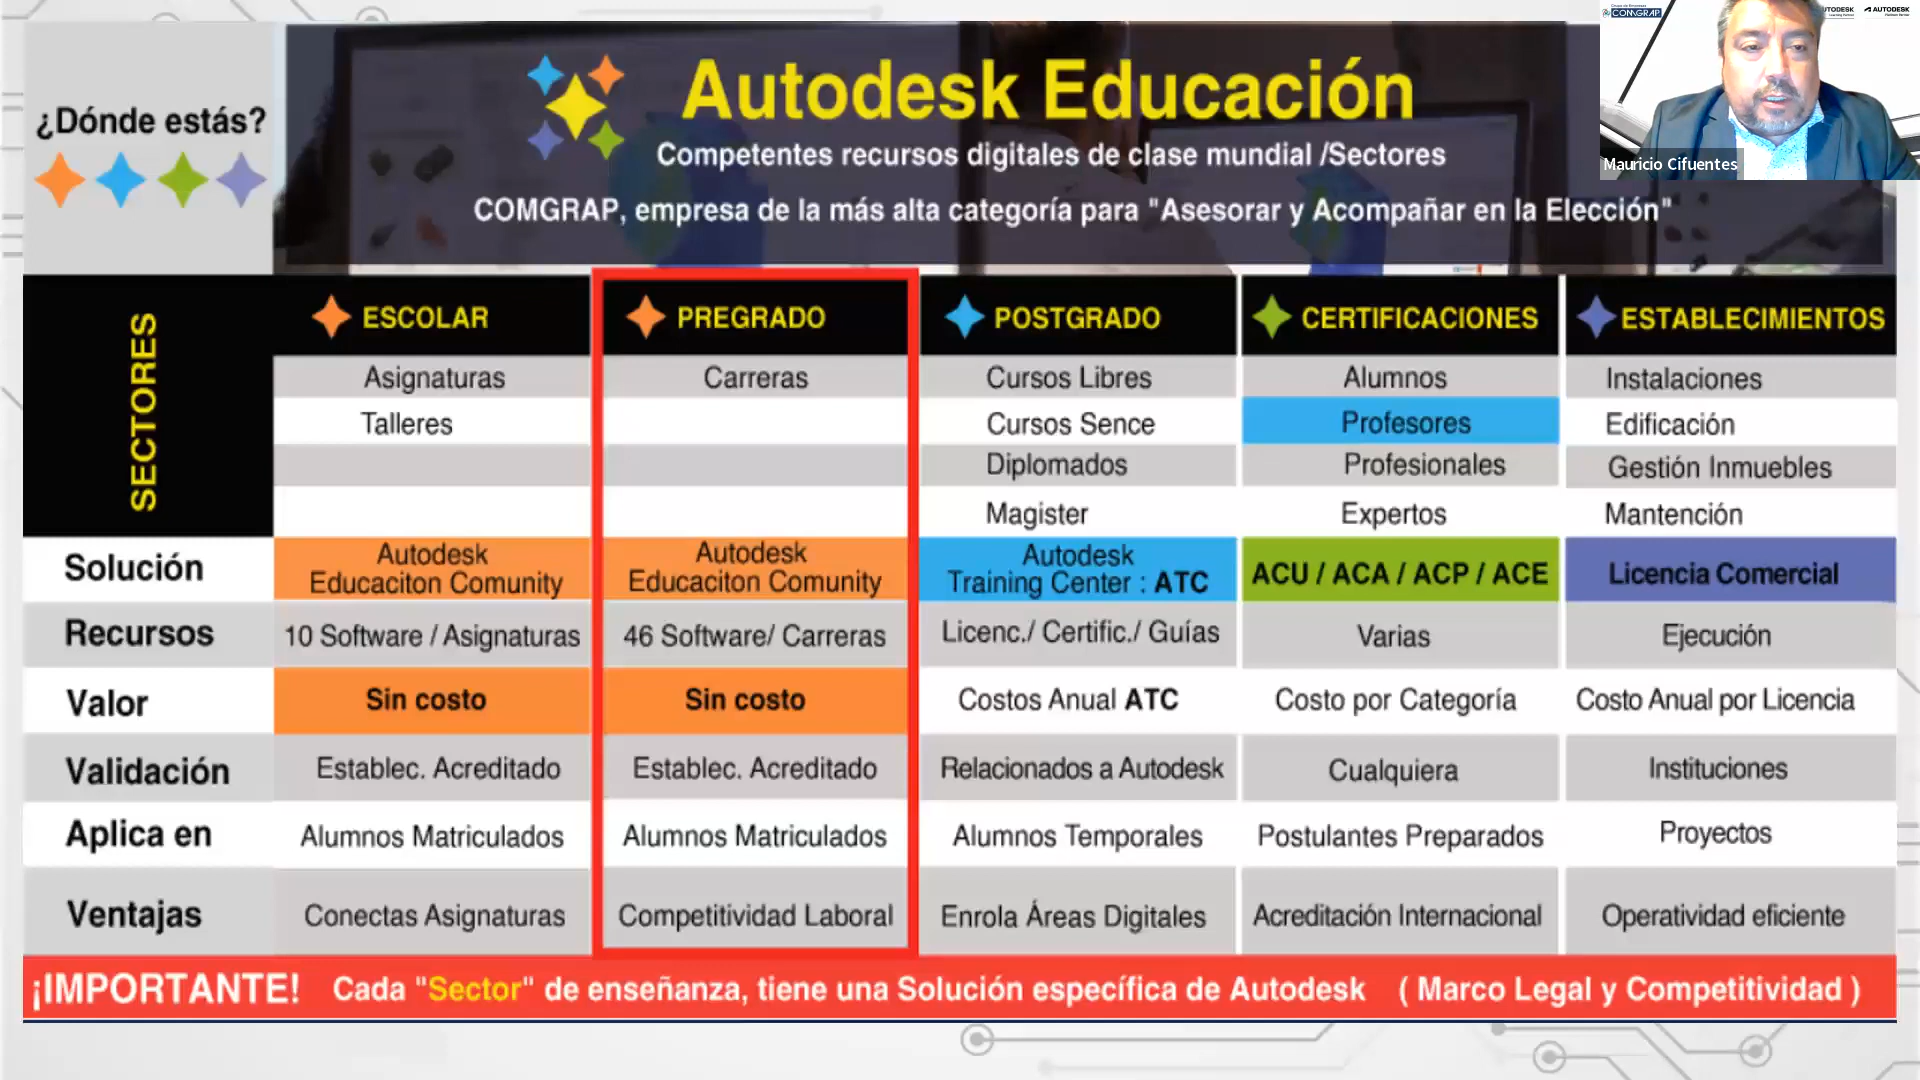 ¿Dónde estás?
Autodesk Educación
Competentes recursos digitales de clase mundial /Sectores
COMGRAP, empresa de la más alta categoría para "Asesorar y Acompañar en la Elección"
COMGRAP
AUTODESK
Mauricio Cifuentes
SECTORES
ESCOLAR
PREGRADO
POSTGRADO
CERTIFICACIONES
ESTABLECIMIENTOS
Asignaturas
Carreras
Cursos Libres
Alumnos
Instalaciones
Talleres
Cursos Sence
Profesores
Edificación
Diplomados
Profesionales
Gestión Inmuebles
Magister
Expertos
Mantención
Solución
Autodesk
Educaciton Comunity
Autodesk
Educaciton Comunity
Autodesk
Training Center : ATC
ACU / ACA / ACP / ACE
Licencia Comercial
Recursos
10 Software / Asignaturas
46 Software/ Carreras
Licenc./ Certific./ Guías
Varias
Ejecución
Valor
Sin costo
Sin costo
Costos Anual ATC
Costo por Categoría
Costo Anual por Licencia
Validación
Establec. Acreditado
Establec. Acreditado
Relacionados a Autodesk
Cualquiera
Instituciones
Aplica en
Alumnos Matriculados
Alumnos Matriculados
Alumnos Temporales
Postulantes Preparados
Proyectos
Ventajas
Conectas Asignaturas
Competitividad Laboral
Enrola Áreas Digitales
Acreditación Internacional
Operatividad eficiente
¡IMPORTANTE! Cada "Sector" de enseñanza, tiene una Solución específica de Autodesk ( Marco Legal y Competitividad )